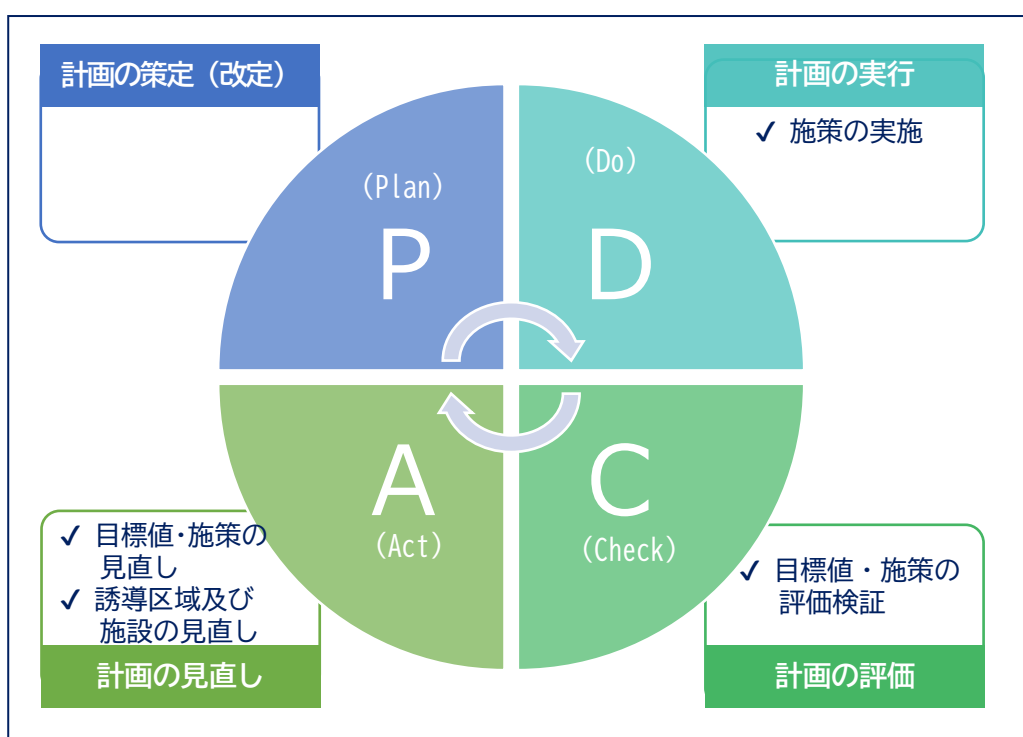 計画の策定（改定）
(Plan)
P
計画の実行
✓ 施策の実施
(Do)
D
A
(Act)
✓ 目標値・施策の
見直し
✓ 誘導区域及び
施設の見直し
計画の見直し
C
(Check)
✓ 目標値・施策の
評価検証
計画の評価